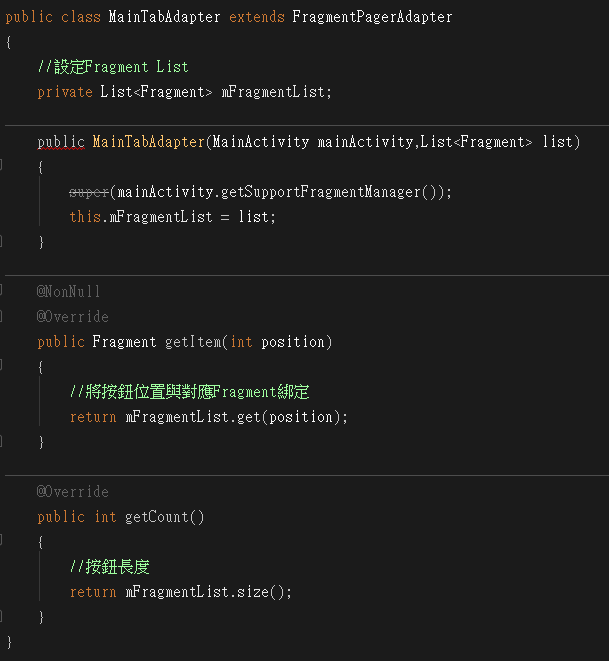 public class MainTabAdapter extends FragmentPagerAdapter
{
//設定Fragment List
private List<Fragment> mFragmentList;
public MainTabAdapter(MainActivity mainActivity,List<Fragment> list)
{
super(mainActivity.getSupportFragmentManager());
this.mFragmentList = list;
}
@NonNull
@Override
public Fragment getItem(int position)
{
//將按鈕位置與對應Fragment綁定
return mFragmentList.get(position);
}
@Override
public int getCount()
{
//按鈕長度
return mFragmentList.size();
}
}